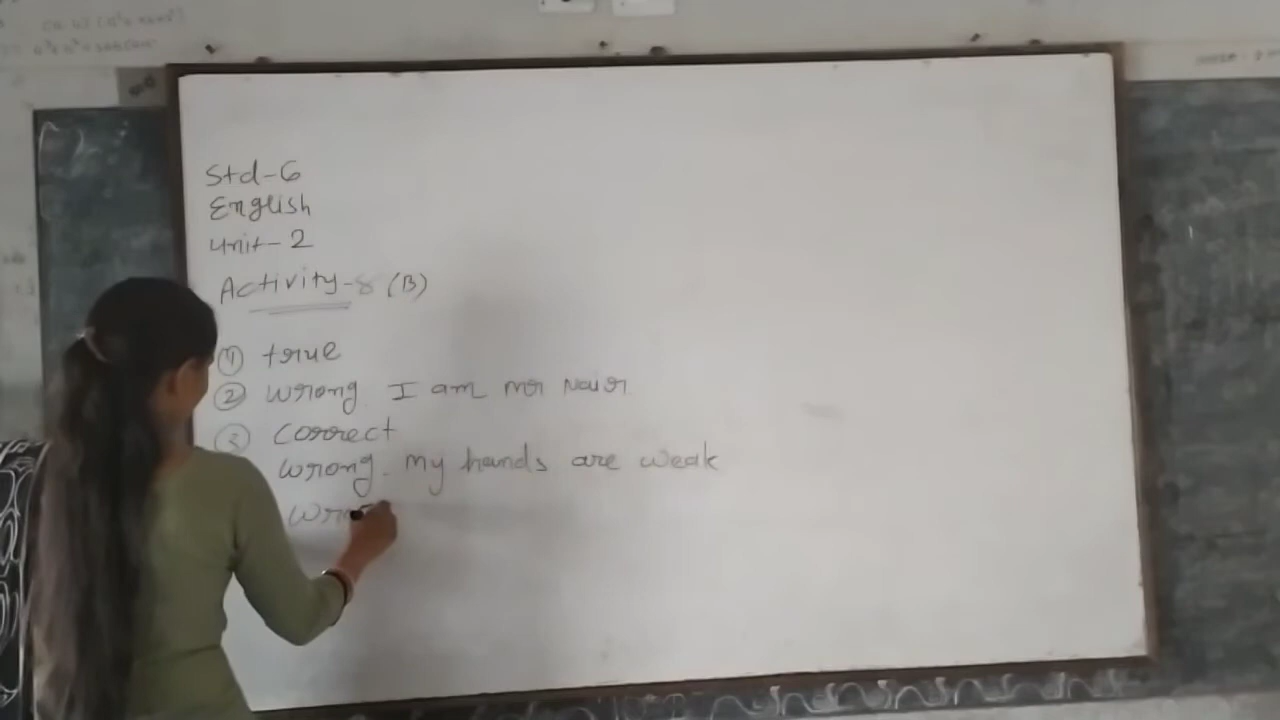 Std-6
English
Unit-2
Activity-8 (B)
① true
② wrong. I am mr Nair.
③ correct
wrong. my hands are weak